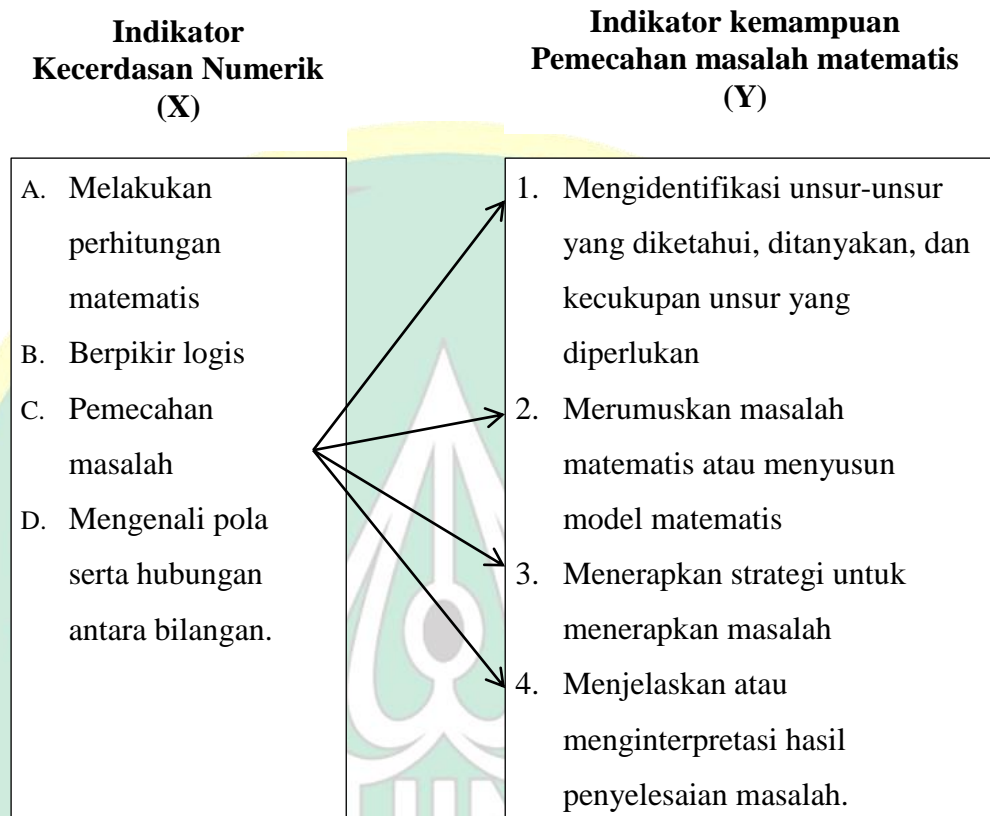 Indikator
Kecerdasan Numerik
(X)
Indikator kemampuan
Pemecahan masalah matematis
(Y)
A. Melakukan
perhitungan
matematis
B. Berpikir logis
C. Pemecahan
masalah
D. Mengenali pola
serta hubungan
antara bilangan.
1. Mengidentifikasi unsur-unsur
yang diketahui, ditanyakan, dan
kecukupan unsur yang
diperlukan
2. Merumuskan masalah
matematis atau menyusun
model matematis
3. Menerapkan strategi untuk
menerapkan masalah
4. Menjelaskan atau
menginterpretasi hasil
penyelesaian masalah.